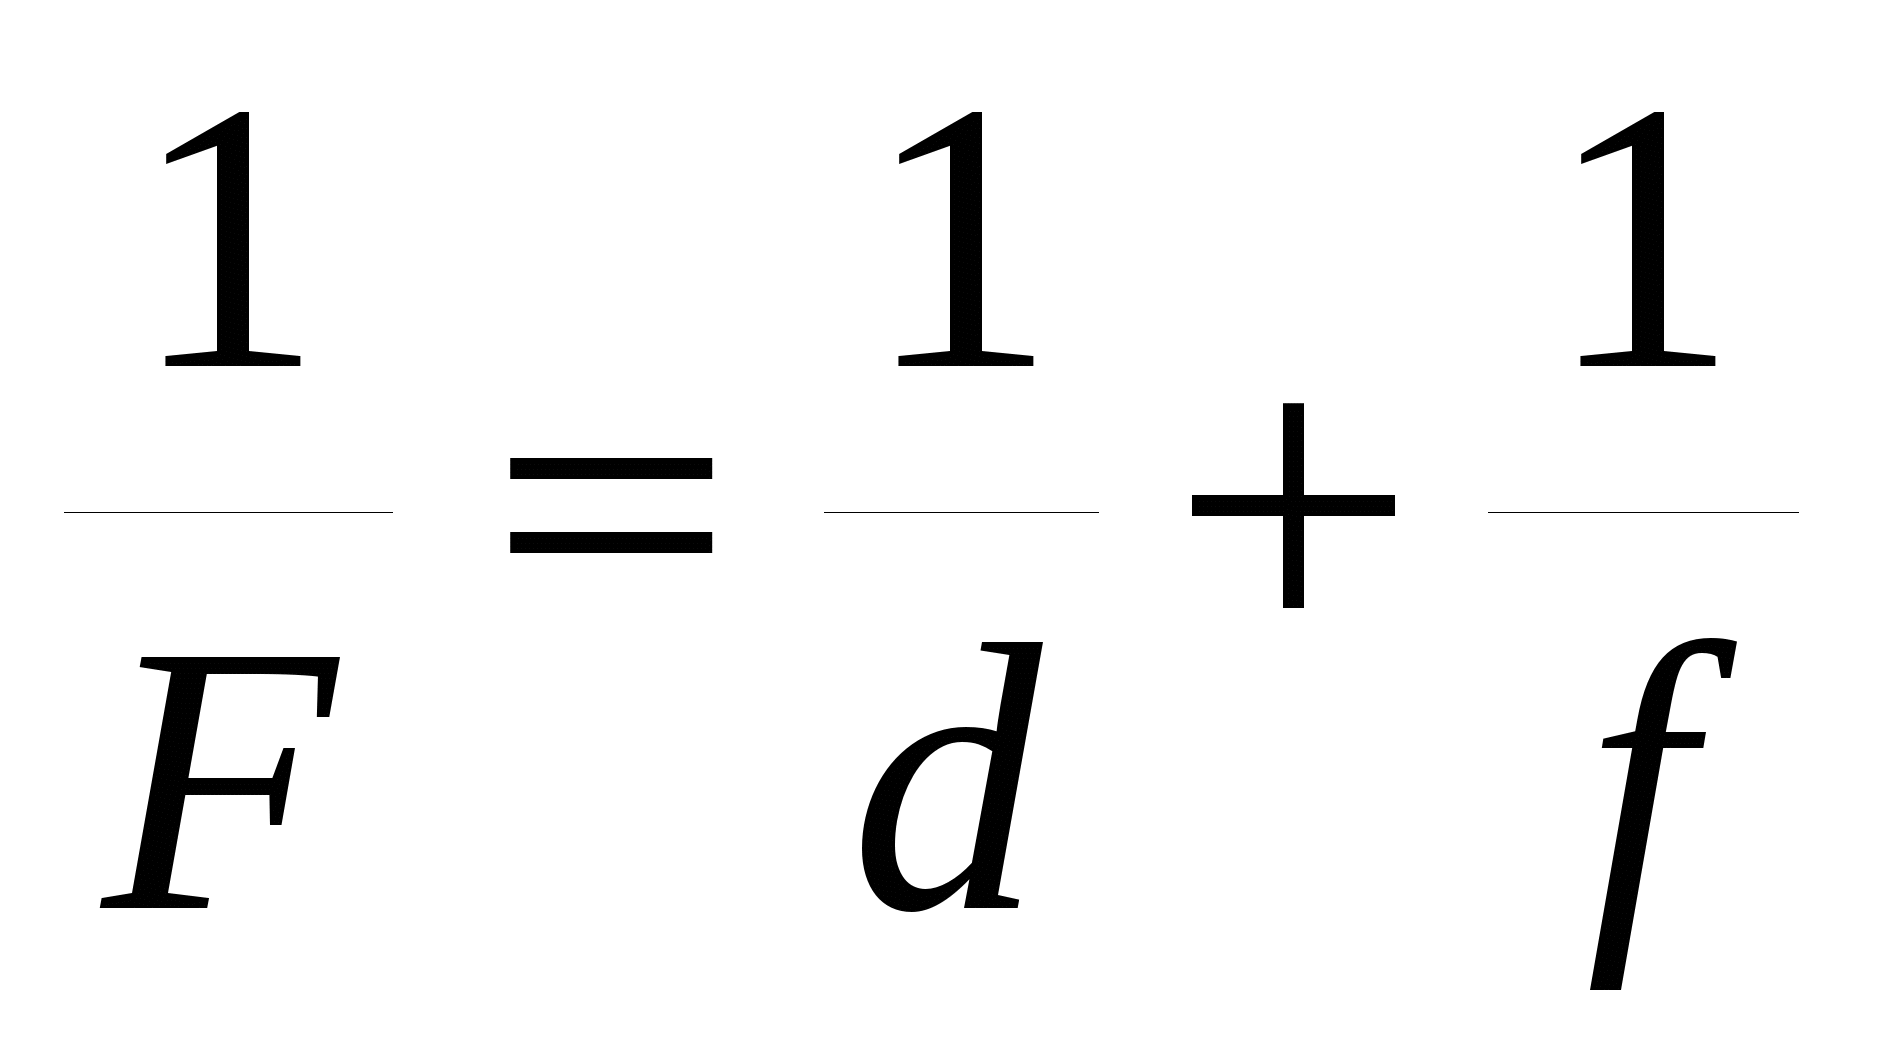 1/F = 1/d + 1/f